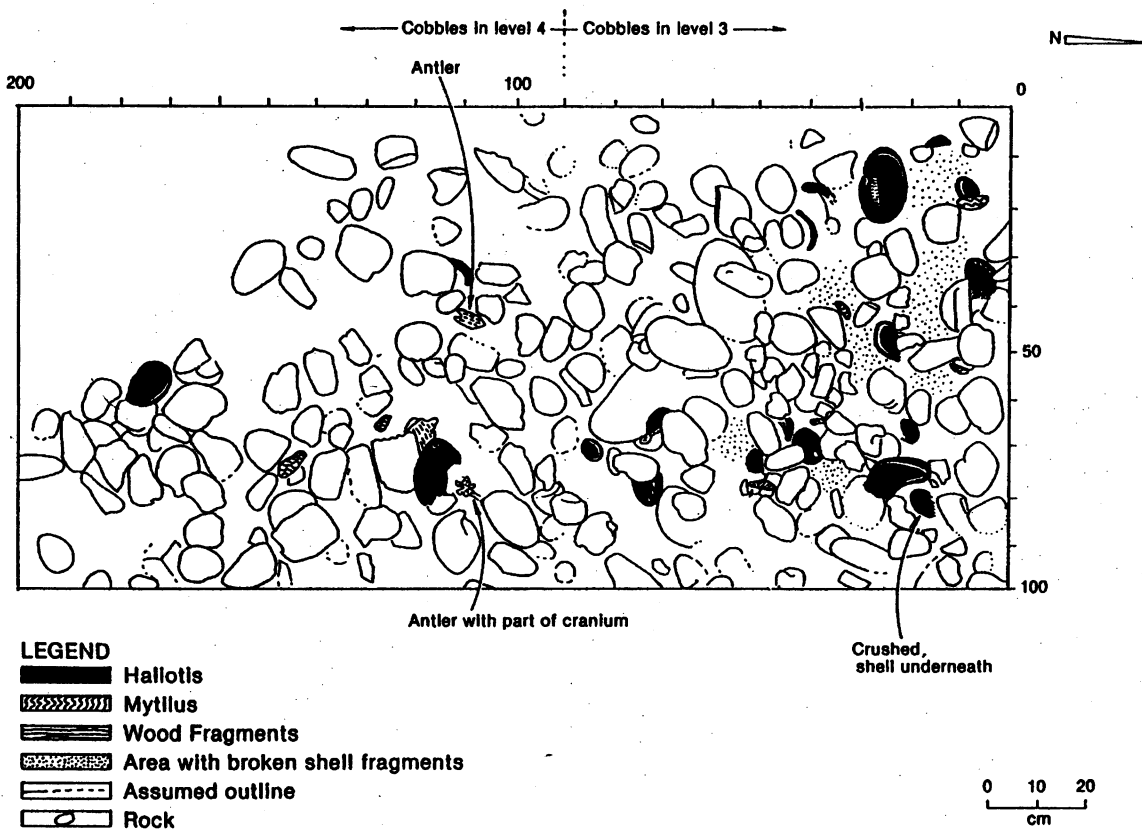 Cobbles in level 4 Cobbles in level 3
N
Antler
200 100 0
50
100
Antler with part of cranium
Crushed,
shell underneath
LEGEND
Haliotis
Mytilus
Wood Fragments
Area with broken shell fragments
Assumed outline
Rock
0 10 20
cm